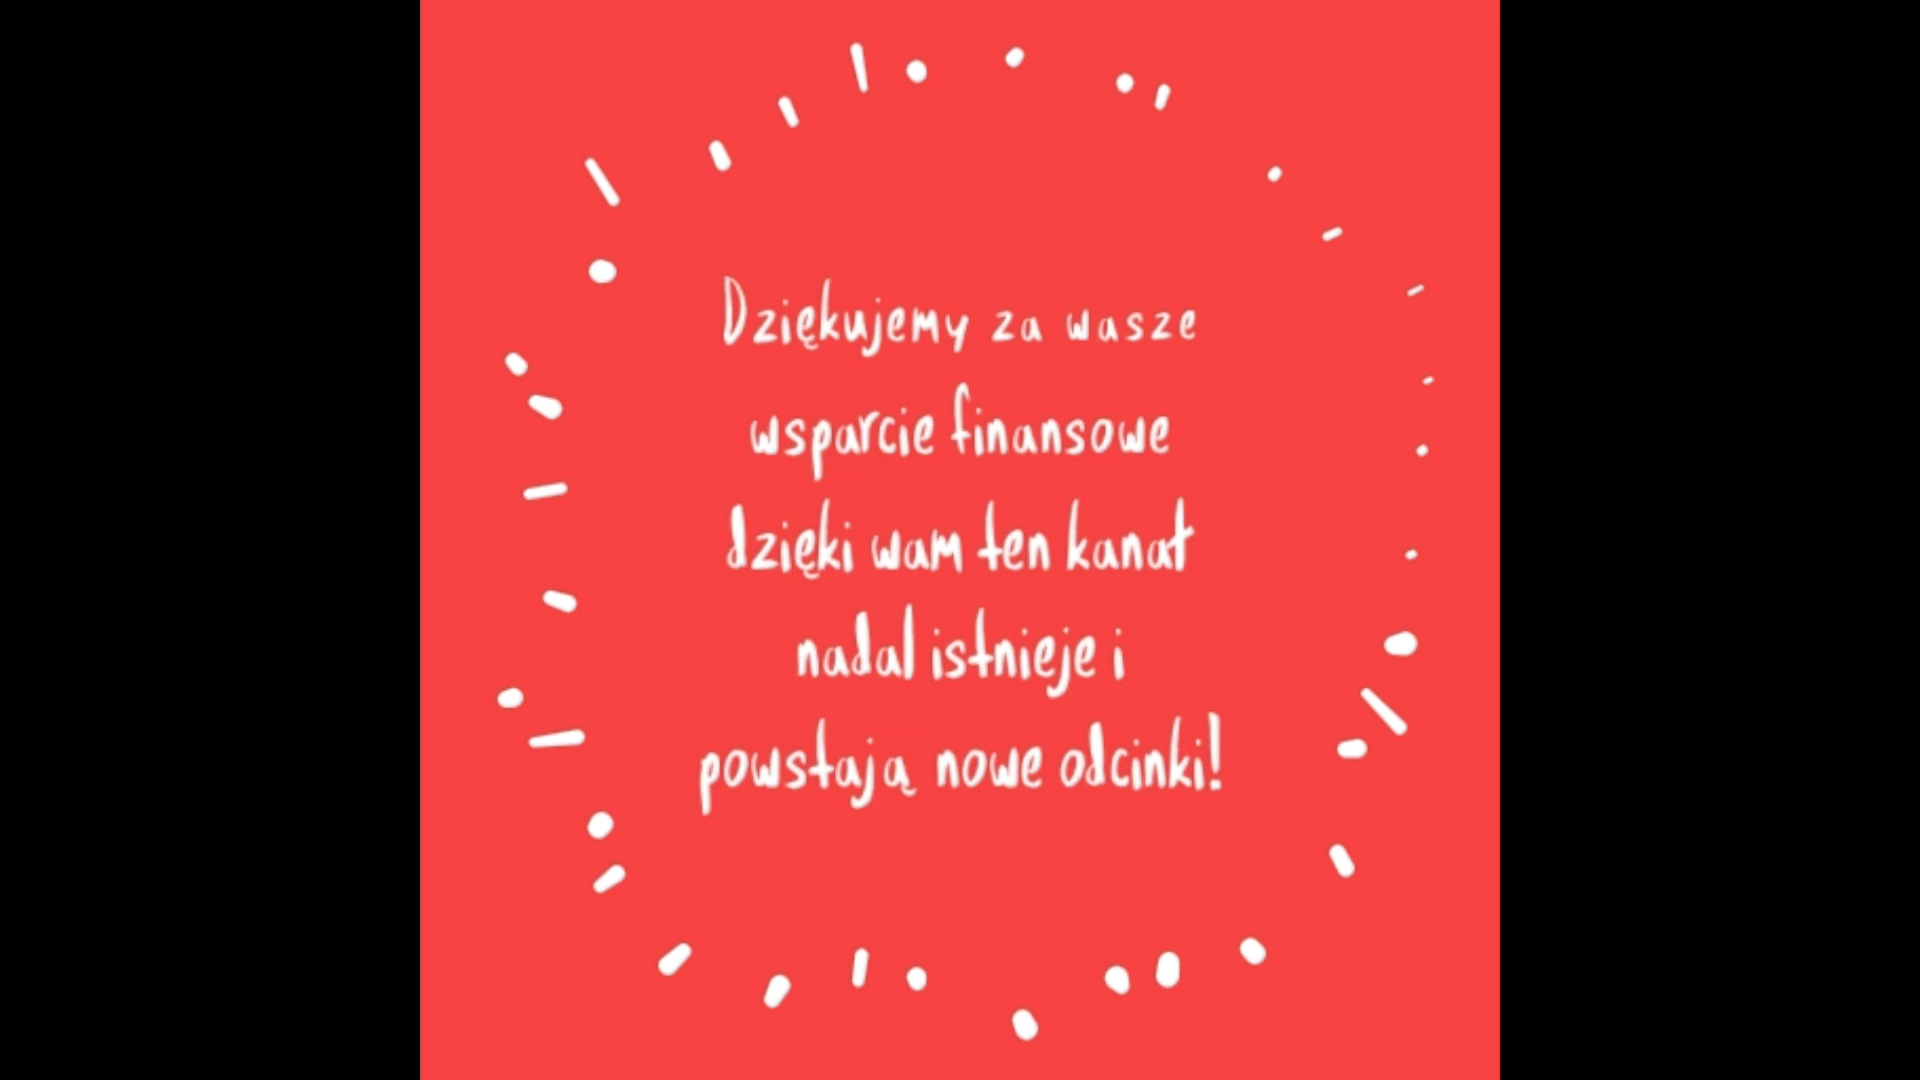 Dziękujemy za wasze
wsparcie finansowe
dzięki wam ten kanał
nadal istnieje i
powstają nowe odcinki!